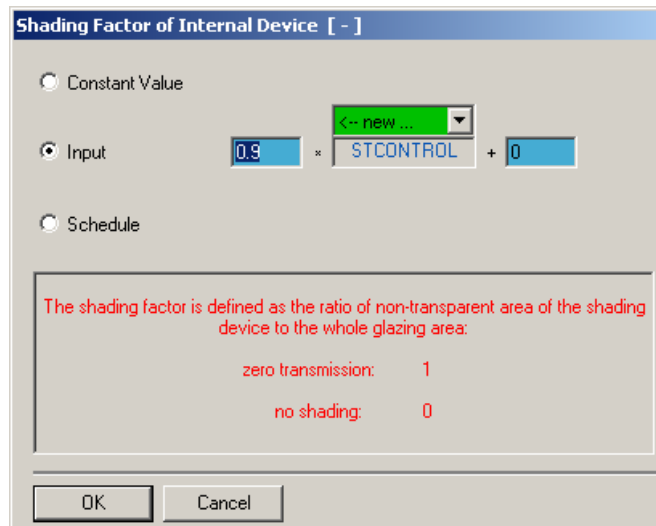 Shading Factor of Internal Device [ - ]
Constant Value
<-- new ...
Input 0.9 * STCONTROL + 0
Schedule
The shading factor is defined as the ratio of non-transparent area of the shading
device to the whole glazing area:
zero transmission: 1
no shading: 0
OK Cancel